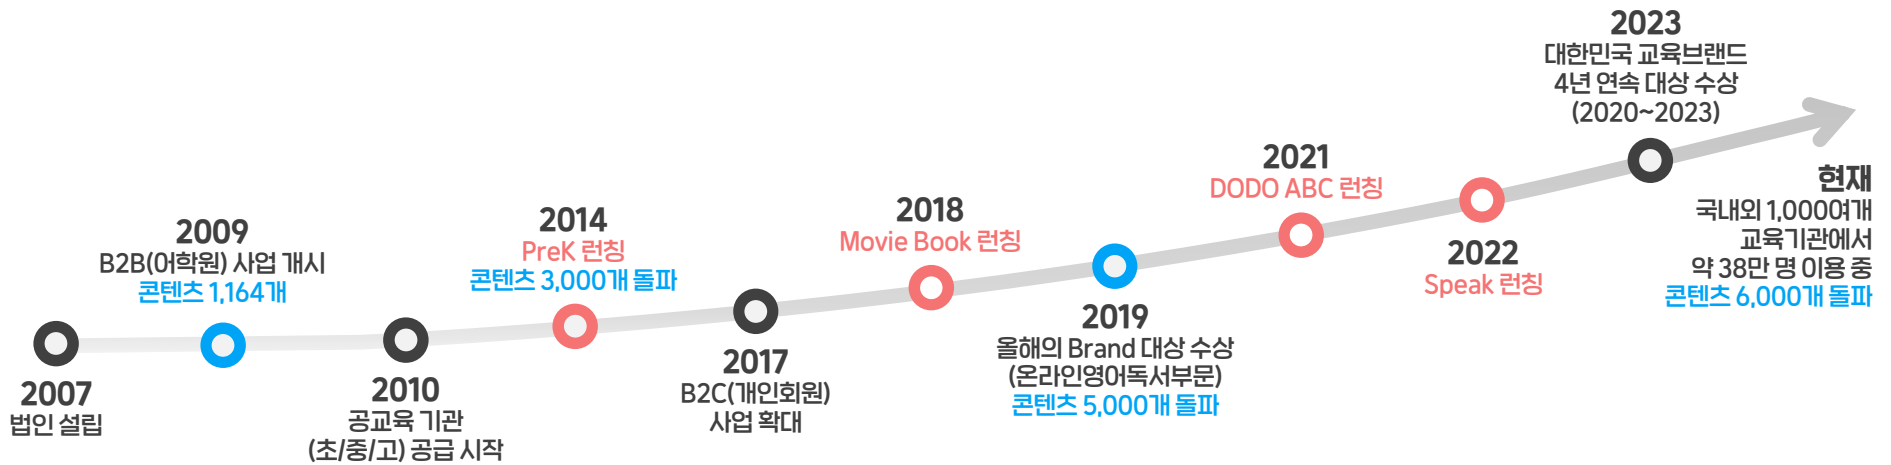 2007
법인 설립
2009
B2B(어학원) 사업 개시
콘텐츠 1,164개
2010
공교육 기관
(초/중/고) 공급 시작
2014
PreK 런칭
콘텐츠 3,000개 돌파
2017
B2C(개인회원)
사업 확대
2018
Movie Book 런칭
2019
올해의 Brand 대상 수상
(온라인영어독서부문)
콘텐츠 5,000개 돌파
2021
DODO ABC 런칭
2022
Speak 런칭
2023
대한민국 교육브랜드
4년 연속 대상 수상
(2020~2023)
현재
국내외 1,0000여개
교육기관에서
약 38만 명 이용 중
콘텐츠 6,000개 돌파